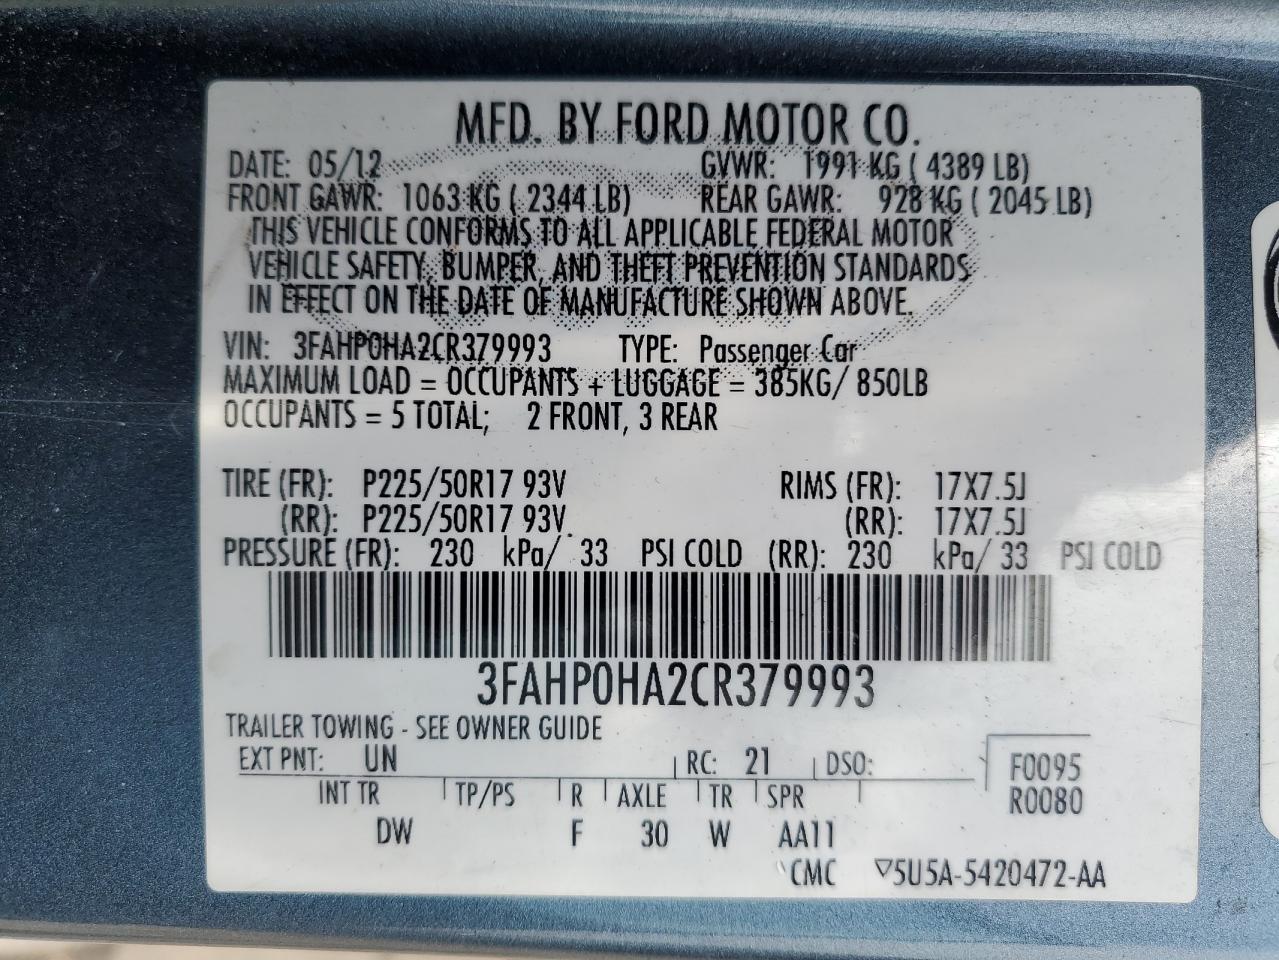 MFD. BY FORD MOTOR CO.
DATE: 05/12 GVWR: 1991 KG ( 4389 LB)
FRONT GAWR: 1063 KG ( 2344 LB) REAR GAWR: 928 KG ( 2045 LB)
THIS VEHICLE CONFORMS TO ALL APPLICABLE FEDERAL MOTOR
VEHICLE SAFETY, BUMPER, AND THEFT PREVENTION STANDARDS
IN EFFECT ON THE DATE OF MANUFACTURE SHOWN ABOVE.
VIN: 3FAHP0HA2CR379993 TYPE: Passenger Car
MAXIMUM LOAD = OCCUPANTS + LUGGAGE = 385KG/ 850LB
OCCUPANTS = 5 TOTAL; 2 FRONT, 3 REAR
TIRE (FR): P225/50R17 93V RIMS (FR): 17X7.5J
(RR): P225/50R17 93V (RR): 17X7.5J
PRESSURE (FR): 230 kPa/ 33 PSI COLD (RR): 230 kPa/ 33 PSI COLD
3FAHP0HA2CR379993
TRAILER TOWING - SEE OWNER GUIDE
EXT PNT: UN RC: 21 DSO: F0095
INT TR TP/PS R AXLE TR SPR R0080
DW F 30 W AA11
CMC ▽5U5A-5420472-AA